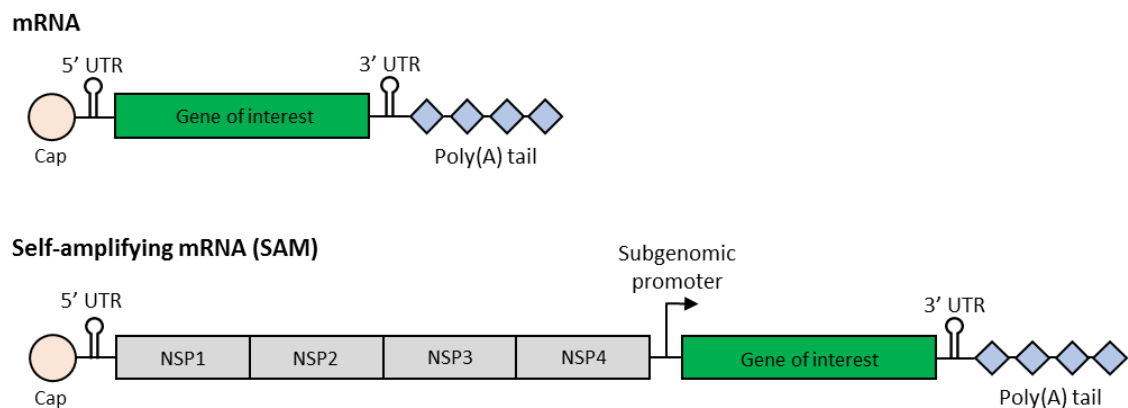 mRNA
5’ UTR
3’ UTR
Gene of interest
Cap
Poly(A) tail
Self-amplifying mRNA (SAM)
Subgenomic
promoter
5’ UTR
3’ UTR
NSP1
NSP2
NSP3
NSP4
Gene of interest
Cap
Poly(A) tail